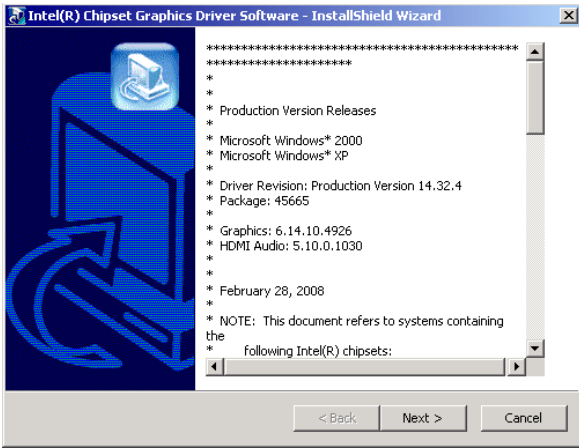 Intel(R) Chipset Graphics Driver Software - InstallShield Wizard
********************************************
*********************
*
*
* Production Version Releases
*
* Microsoft Windows* 2000
* Microsoft Windows* XP
*
* Driver Revision: Production Version 14.32.4
* Package: 45665
*
* Graphics: 6.14.10.4926
* HDMI Audio: 5.10.0.1030
*
*
* February 28, 2008
*
* NOTE: This document refers to systems containing
the
* following Intel(R) chipsets:
< Back Next > Cancel